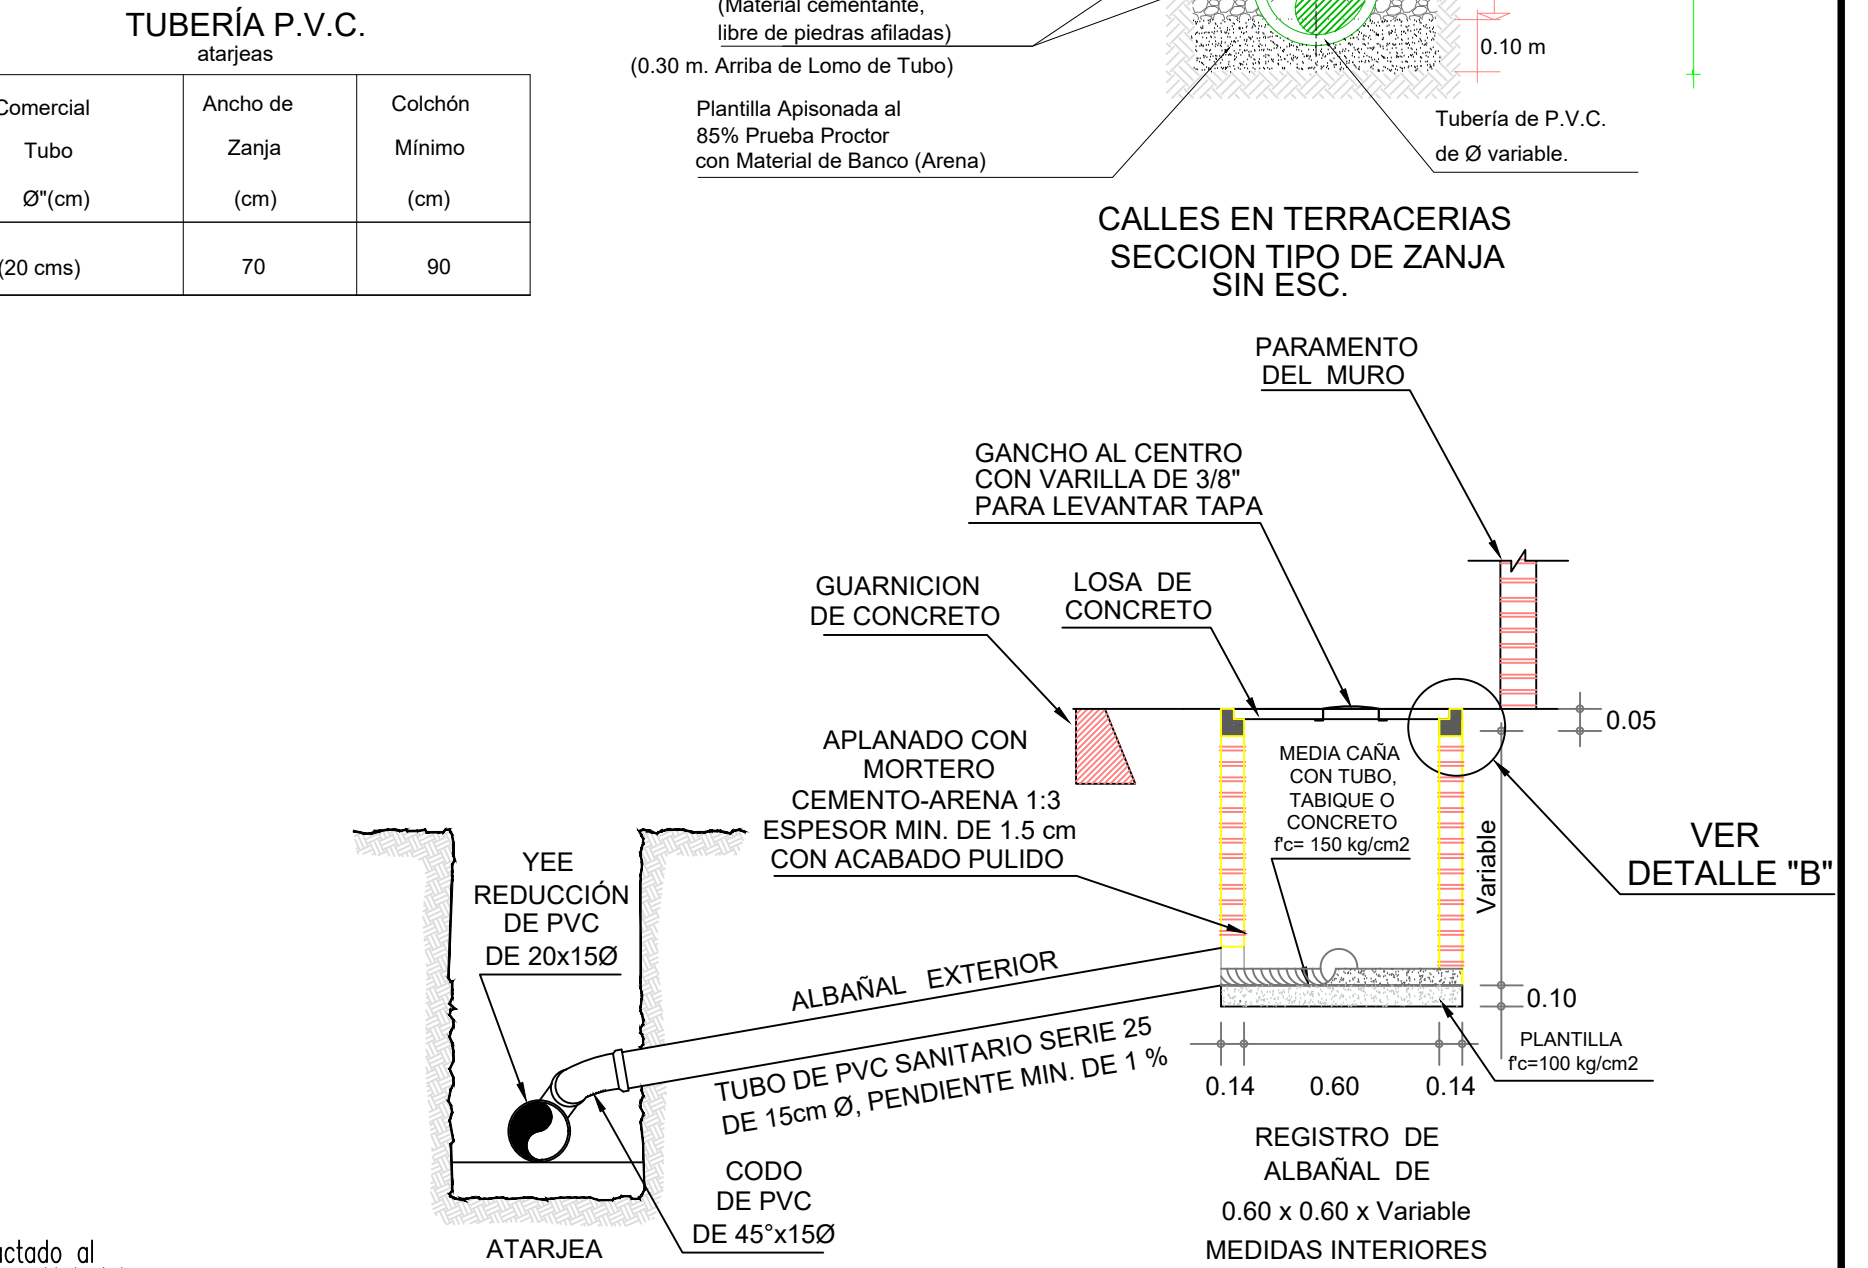 TUBERÍA P.V.C.
atarjeas
Comercial
Tubo
Ø"(cm)
Ancho de
Zanja
(cm)
Colchón
Mínimo
(cm)
(20 cms)
70
90
(Material cementante,
libre de piedras afiladas)
(0.30 m. Arriba de Lomo de Tubo)
Plantilla Apisonada al
85% Prueba Proctor
con Material de Banco (Arena)
0.10 m
Tubería de P.V.C.
de Ø variable.
CALLES EN TERRACERIAS
SECCION TIPO DE ZANJA
SIN ESC.
PARAMENTO
DEL MURO
GANCHO AL CENTRO
CON VARILLA DE 3/8"
PARA LEVANTAR TAPA
GUARNICION
DE CONCRETO
LOSA DE
CONCRETO
0.05
APLANADO CON
MORTERO
CEMENTO-ARENA 1:3
ESPESOR MIN. DE 1.5 cm
CON ACABADO PULIDO
MEDIA CAÑA
CON TUBO,
TABIQUE O
CONCRETO
f'c= 150 kg/cm2
Variable
VER
DETALLE "B"
YEE
REDUCCIÓN
DE PVC
DE 20x15Ø
ALBAÑAL EXTERIOR
TUBO DE PVC SANITARIO SERIE 25
DE 15cm Ø, PENDIENTE MIN. DE 1 %
0.10
PLANTILLA
f'c=100 kg/cm2
0.14
0.60
0.14
CODO
DE PVC
DE 45°x15Ø
ATARJEA
REGISTRO DE
ALBAÑAL DE
0.60 x 0.60 x Variable
MEDIDAS INTERIORES
al